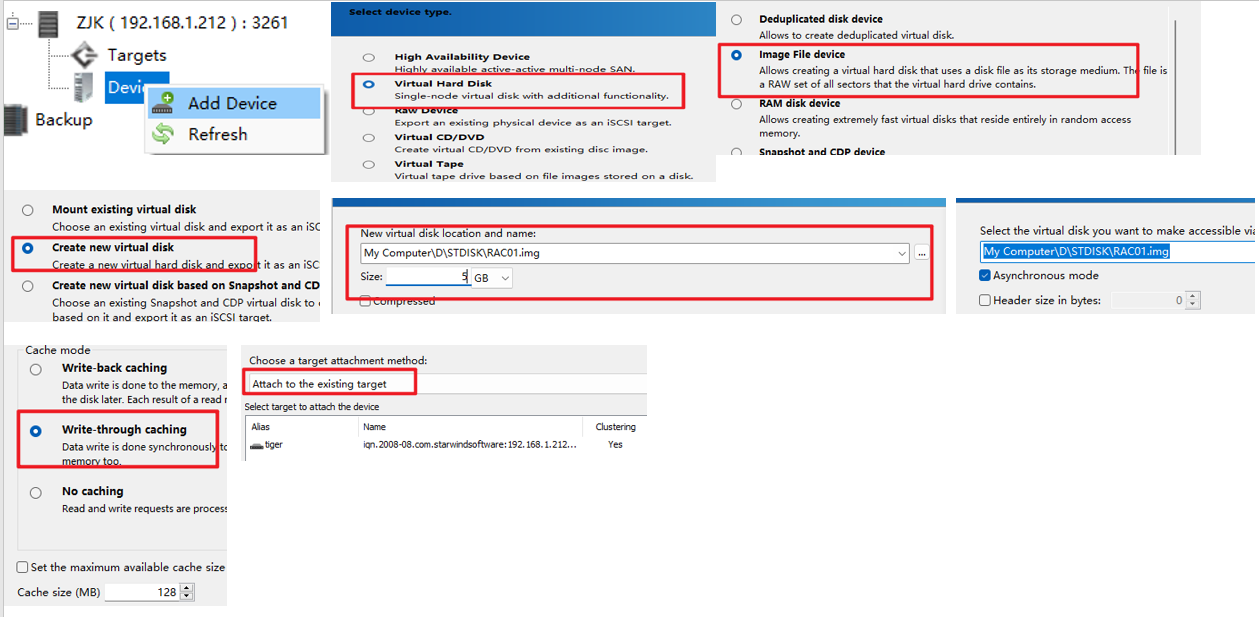 ZJK ( 192.168.1.212 ) : 3261
Targets
Devic
Add Device
Refresh
Backup
Select device type.
High Availability Device
Highly available active-active multi-node SAN.
Virtual Hard Disk
Single-node virtual disk with additional functionality.
Raw Device
Export an existing physical device as an iSCSI target.
Virtual CD/DVD
Create virtual CD/DVD from existing disc image.
Virtual Tape
Virtual tape drive based on file images stored on a disk.
Deduplicated disk device
Allows to create deduplicated virtual disk.
Image File device
Allows creating a virtual hard disk that uses a disk file as its storage medium. The file is
a RAW set of all sectors that the virtual hard drive contains.
RAM disk device
Allows creating extremely fast virtual disks that reside entirely in random access
memory.
Snapshot and CDP device
Mount existing virtual disk
Choose an existing virtual disk and export it as an iSC
Create new virtual disk
Create a new virtual hard disk and export it as an iSC
Create new virtual disk based on Snapshot and CD
Choose an existing Snapshot and CDP virtual disk to
based on it and export it as an iSCSI target.
New virtual disk location and name:
My Computer\D\STDISK\RAC01.img
...
Size: 5 GB
Compressed
Select the virtual disk you want to make accessible via
My Computer\D\STDISK\RAC01.img
Asynchronous mode
Header size in bytes: 0
Cache mode
Write-back caching
Data write is done to the memory, a
the disk later. Each result of a read r
Write-through caching
Data write is done synchronously to
memory too.
No caching
Read and write requests are process
Set the maximum available cache size
Cache size (MB) 128
Choose a target attachment method:
Attach to the existing target
Select target to attach the device
Alias Name Clustering
tiger iqn.2008-08.com.starwindsoftware:192.168.1.212... Yes